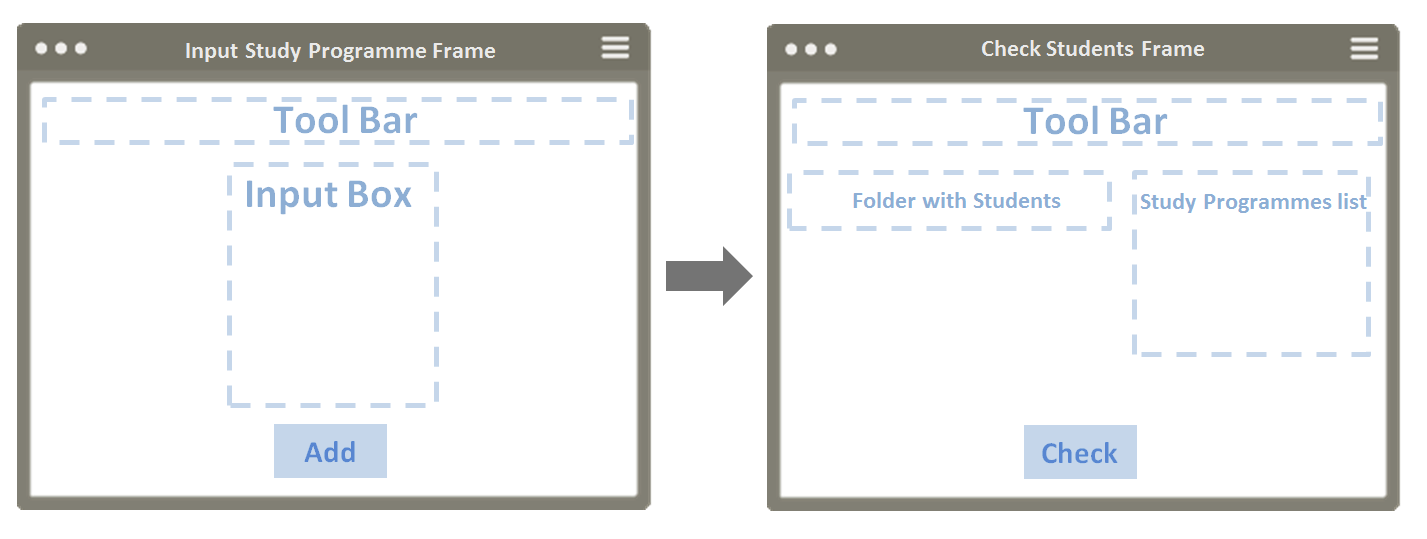 Input Study Programme Frame
Tool Bar
Input Box
Add
Check Students Frame
Tool Bar
Folder with Students
Study Programmes list
Check